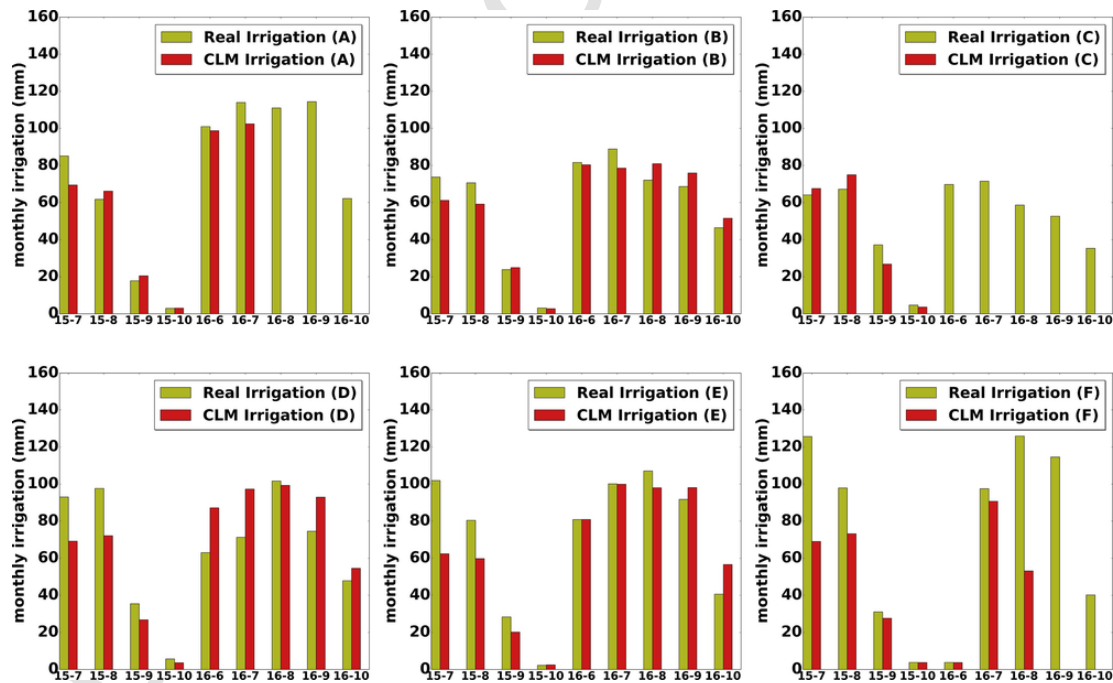 160
140
120
100
80
60
40
20
0
monthly irrigation (mm)
Real Irrigation (A)
CLM Irrigation (A)
15-7 15-8 15-9 15-10 16-6 16-7 16-8 16-9 16-10
160
140
120
100
80
60
40
20
0
monthly irrigation (mm)
Real Irrigation (B)
CLM Irrigation (B)
15-7 15-8 15-9 15-10 16-6 16-7 16-8 16-9 16-10
160
140
120
100
80
60
40
20
0
monthly irrigation (mm)
Real Irrigation (C)
CLM Irrigation (C)
15-7 15-8 15-9 15-10 16-6 16-7 16-8 16-9 16-10
160
140
120
100
80
60
40
20
0
monthly irrigation (mm)
Real Irrigation (D)
CLM Irrigation (D)
15-7 15-8 15-9 15-10 16-6 16-7 16-8 16-9 16-10
160
140
120
100
80
60
40
20
0
monthly irrigation (mm)
Real Irrigation (E)
CLM Irrigation (E)
15-7 15-8 15-9 15-10 16-6 16-7 16-8 16-9 16-10
160
140
120
100
80
60
40
20
0
monthly irrigation (mm)
Real Irrigation (F)
CLM Irrigation (F)
15-7 15-8 15-9 15-10 16-6 16-7 16-8 16-9 16-10